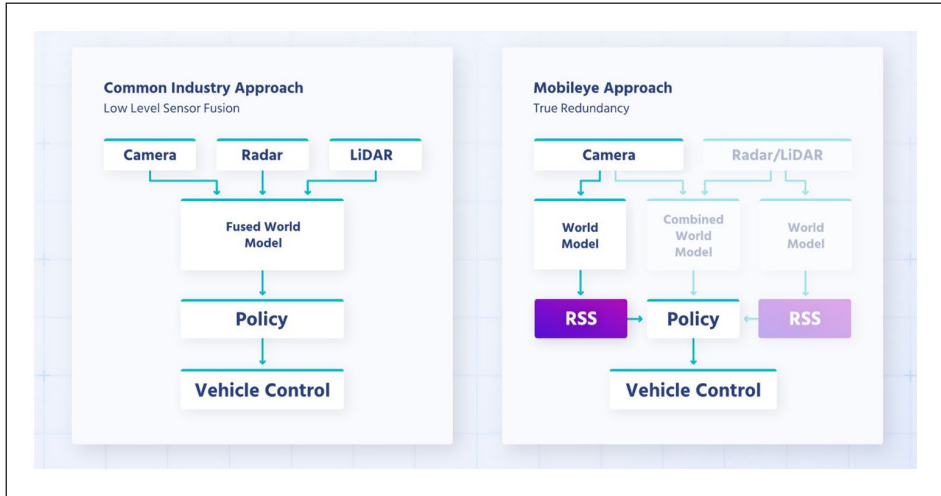 Common Industry Approach
Low Level Sensor Fusion
Camera
Radar
LiDAR
Fused World
Model
Policy
Vehicle Control
Mobileye Approach
True Redundancy
Camera
Radar/LiDAR
World
Model
Combined
World
Model
World
Model
RSS
Policy
RSS
Vehicle Control